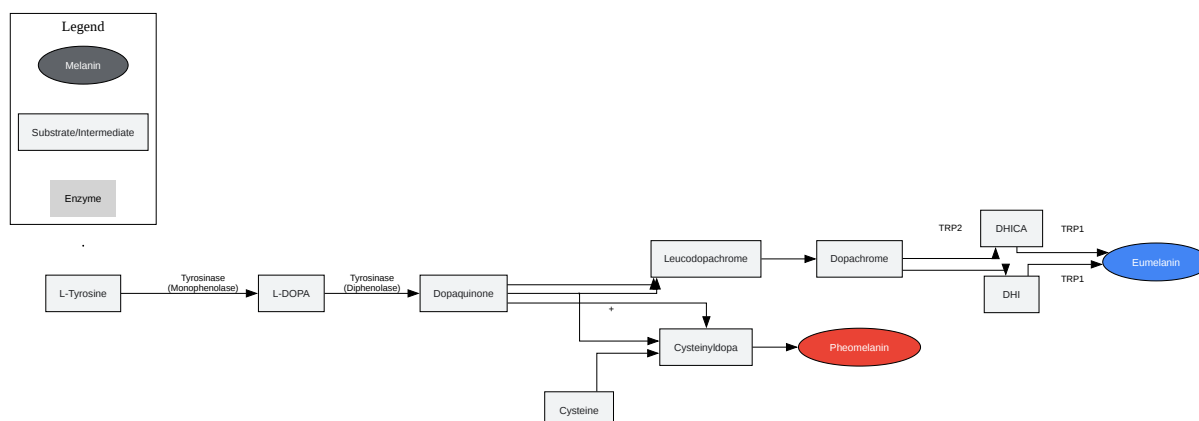 Legend
Melanin
Substrate/Intermediate
Enzyme
.
L-Tyrosine
Tyrosinase
(Monophenolase)
L-DOPA
Tyrosinase
(Diphenolase)
Dopaquinone
+
Leucodopachrome
Dopachrome
TRP2
DHICA
TRP1
DHI
TRP1
Eumelanin
Cysteinyldopa
Pheomelanin
Cysteine